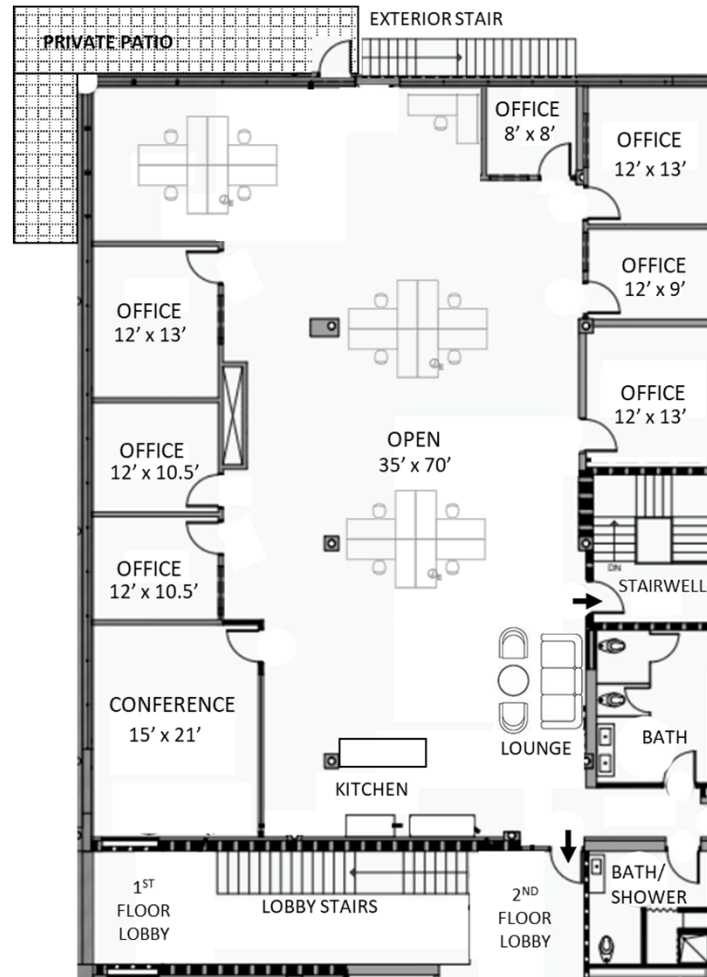 EXTERIOR STAIR
PRIVATE PATIO
OFFICE
8’ x 8’
OFFICE
12’ x 13’
OFFICE
12’ x 9’
OFFICE
12’ x 13’
OFFICE
12’ x 13’
OPEN
35’ x 70’
OFFICE
12’ x 10.5’
DN
STAIRWELL
OFFICE
12’ x 10.5’
CONFERENCE
15’ x 21’
LOUNGE
BATH
KITCHEN
1ST
FLOOR
LOBBY
LOBBY STAIRS
2ND
FLOOR
LOBBY
BATH/
SHOWER